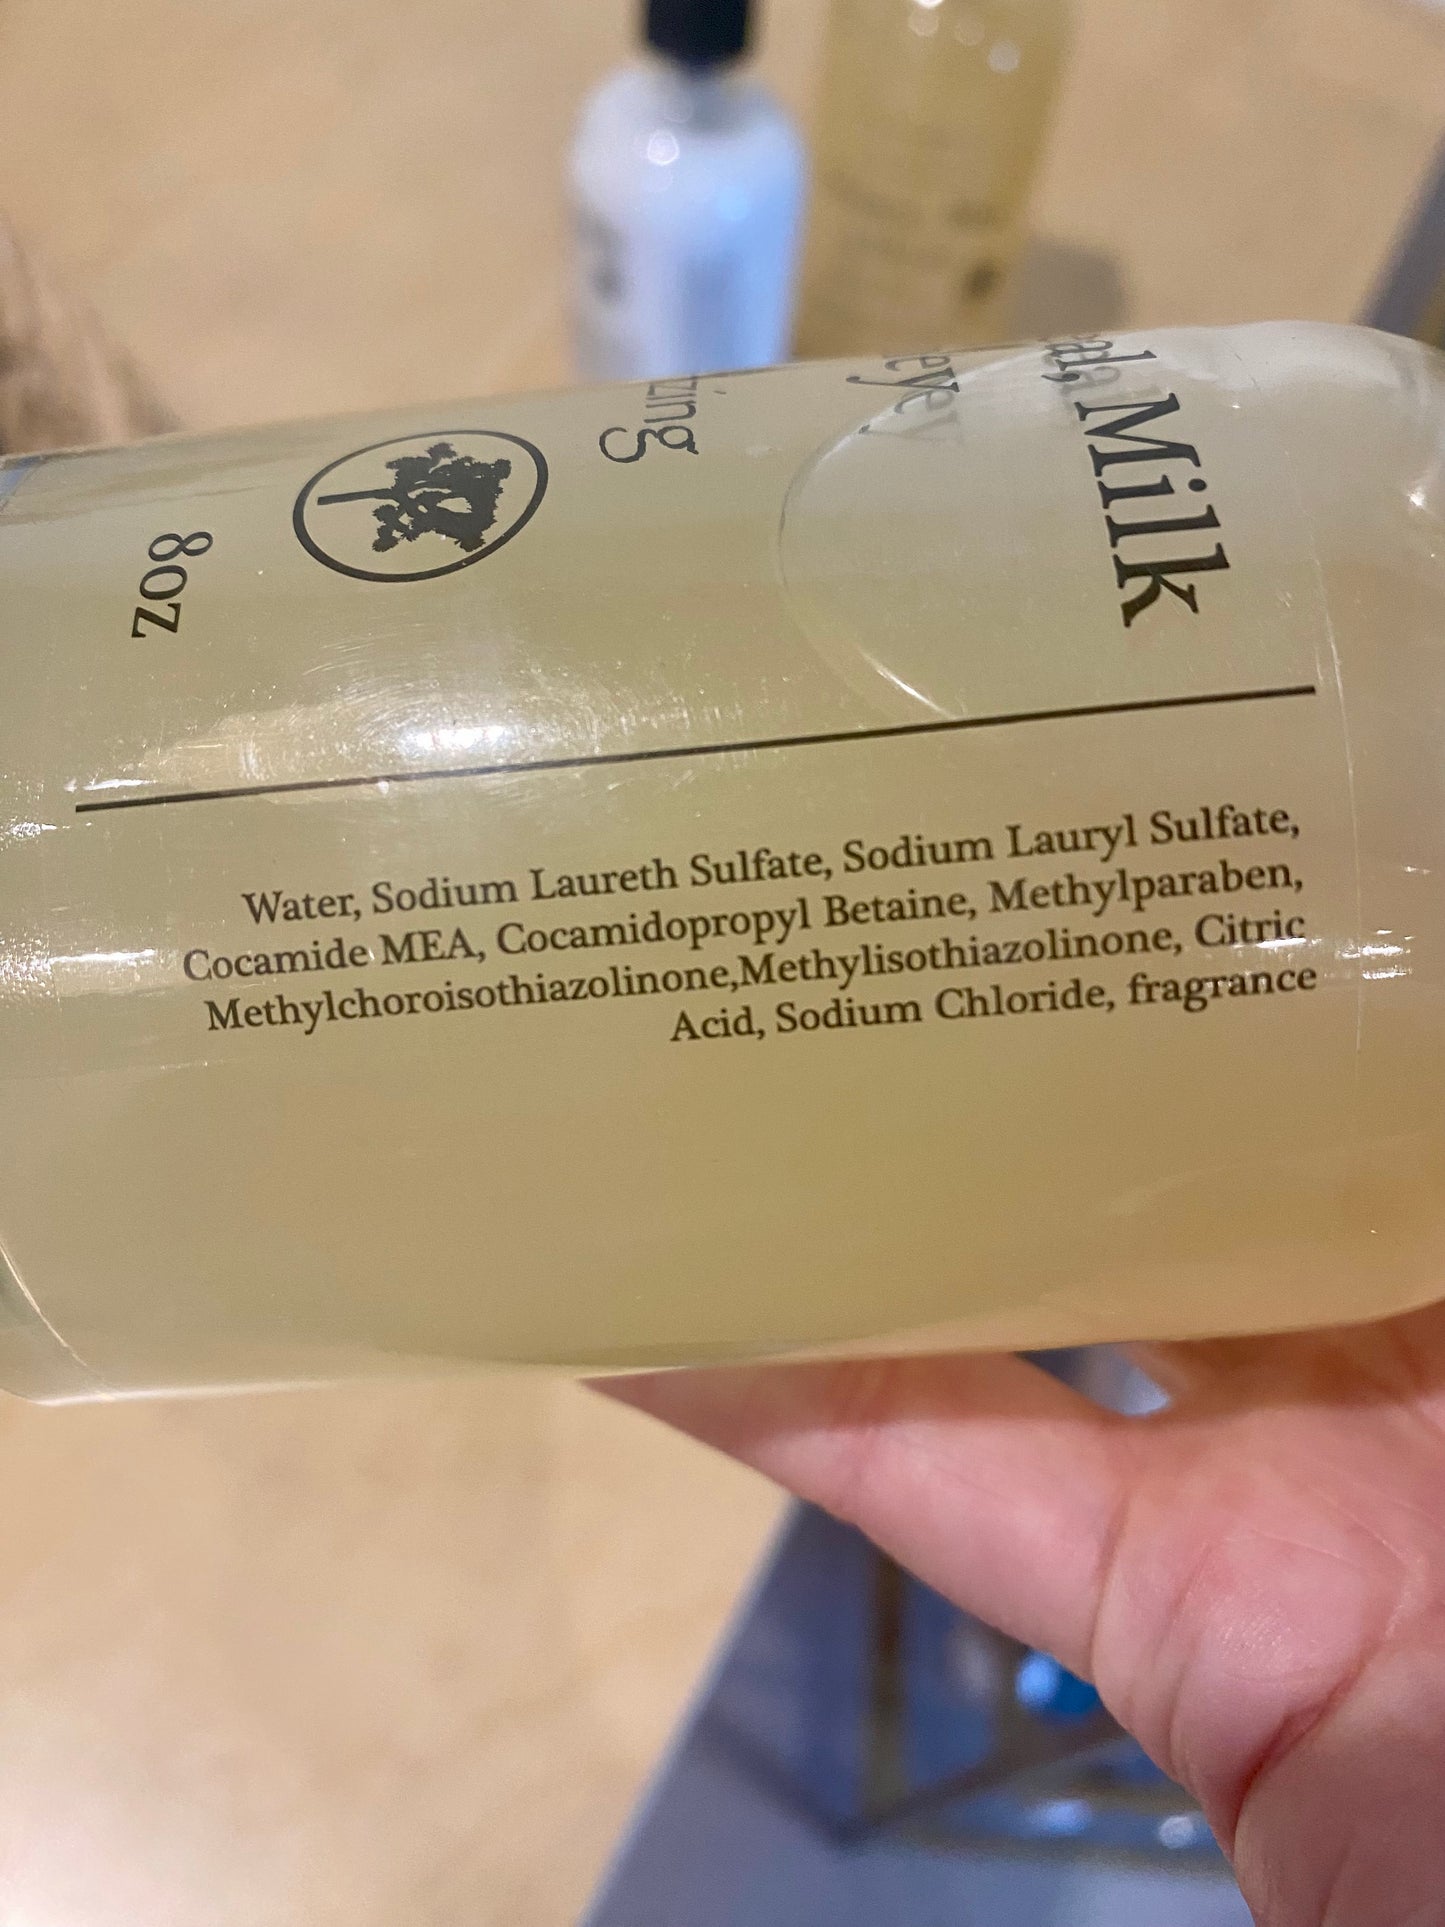 Milk
8oz
Water, Sodium Laureth Sulfate, Sodium Lauryl Sulfate,
Cocamide MEA, Cocamidopropyl Betaine, Methylparaben,
Methylchoroisothiazolinone,Methylisothiazolinone, Citric
Acid, Sodium Chloride, fragrance